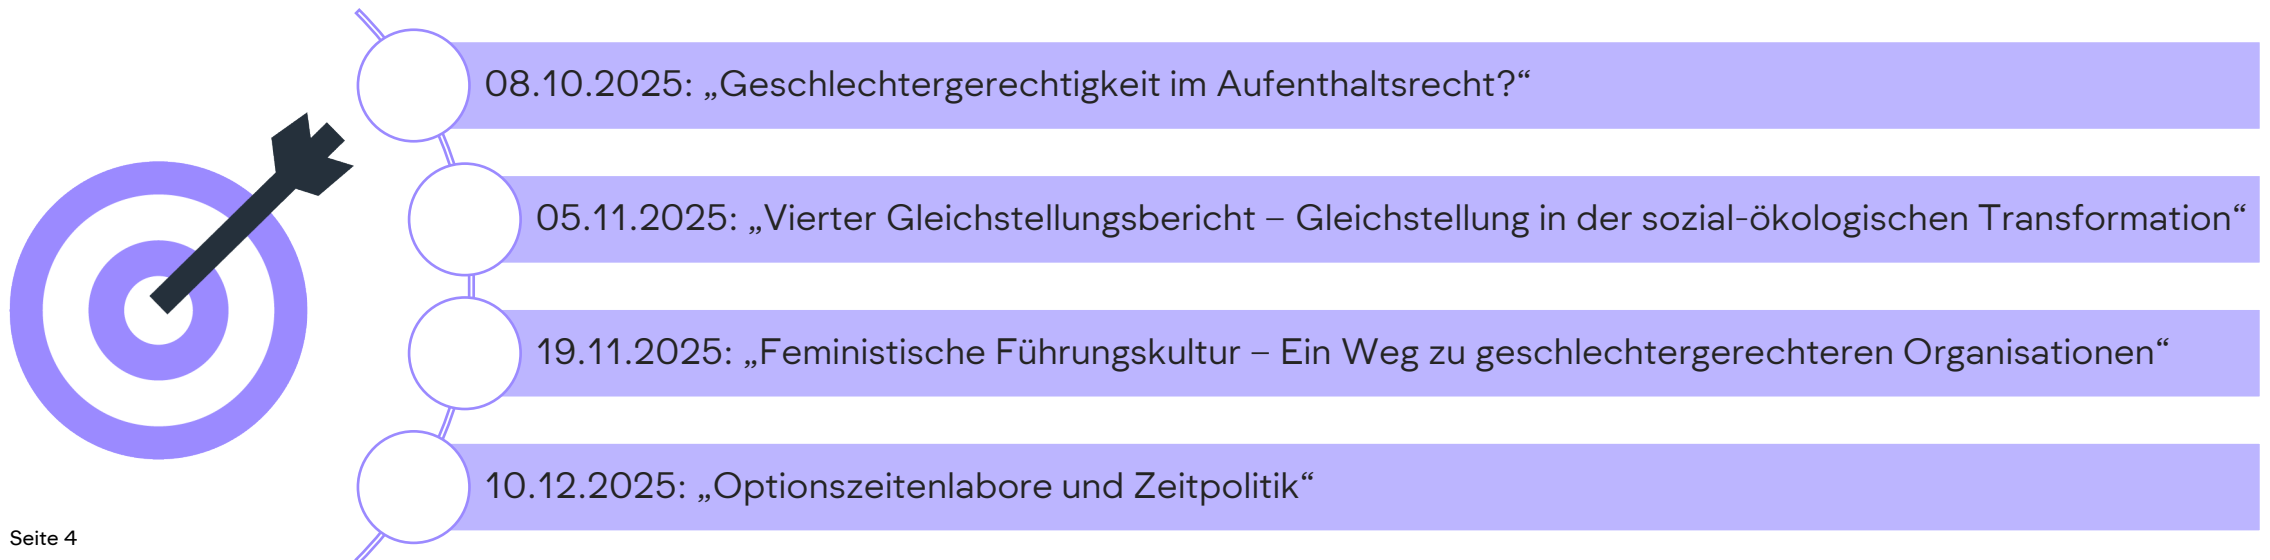 08.10.2025: „Geschlechtergerechtigkeit im Aufenthaltsrecht?“
05.11.2025: „Vierter Gleichstellungsbericht – Gleichstellung in der sozial-ökologischen Transformation“
19.11.2025: „Feministische Führungskultur – Ein Weg zu geschlechtergerechteren Organisationen“
10.12.2025: „Optionszeitenlabore und Zeitpolitik“
Seite 4